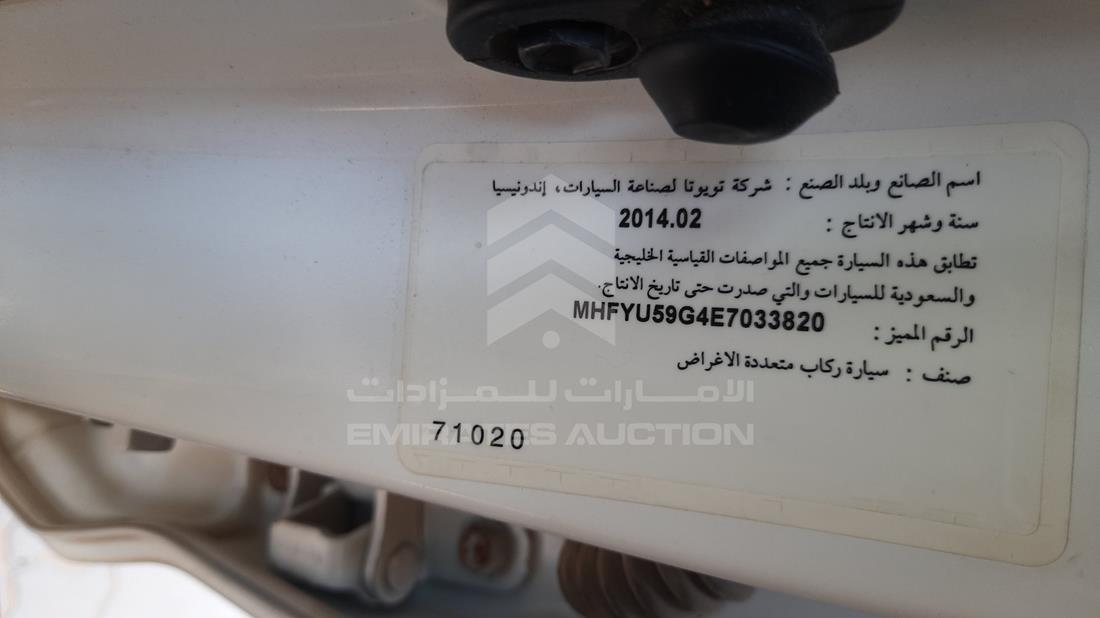 اسم الصانع وبلد الصنع : شركة تويوتا لصناعة السيارات، إندونيسيا
سنة وشهر الانتاج : 2014.02
تطابق هذه السيارة جميع المواصفات القياسية الخليجية
والسعودية للسيارات والتي صدرت حتى تاريخ الانتاج.
الرقم المميز : MHFYU59G4E7033820
صنف : سيارة ركاب متعددة الاغراض
الامارات للمزادات
EMIRATES AUCTION
71020